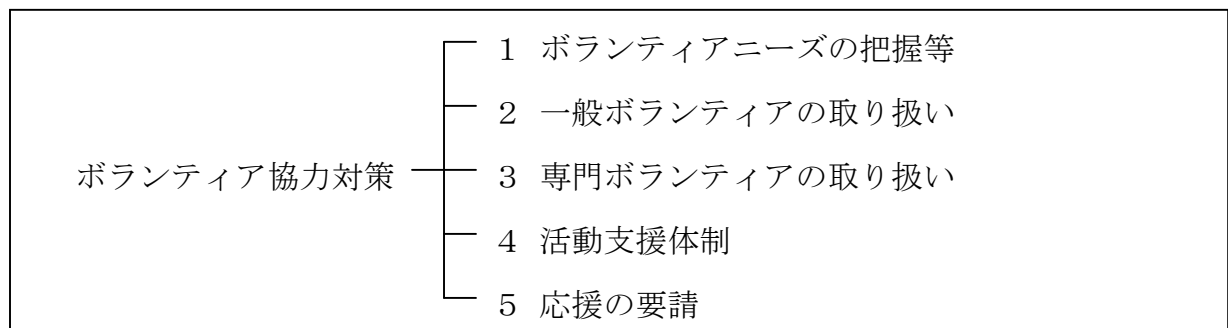 １ ボランティアニーズの把握等
２ 一般ボランティアの取り扱い
ボランティア協力対策 ３ 専門ボランティアの取り扱い
４ 活動支援体制
５ 応援の要請